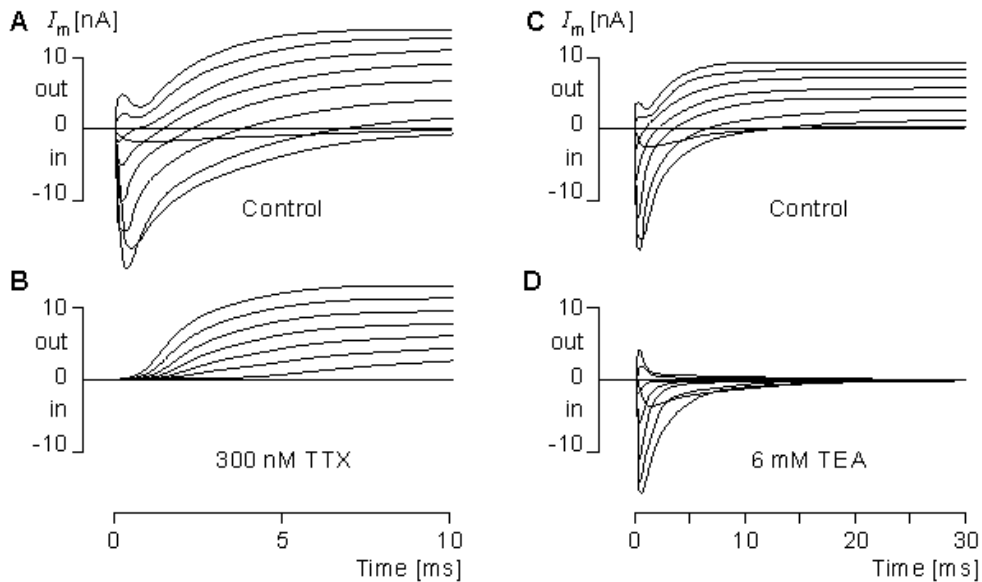 A
I_m [nA]
10
out
0
in
-10
Control
C
I_m [nA]
10
out
0
in
-10
Control
B
10
out
0
in
-10
300 nM TTX
0
5
10
Time [ms]
D
10
out
0
in
-10
6 mM TEA
0
10
20
30
Time [ms]